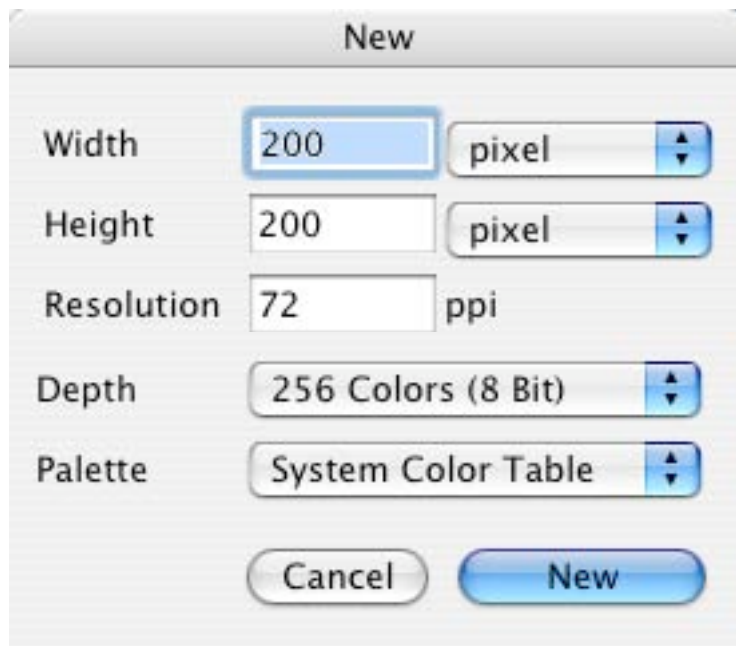 New
Width 200 pixel
Height 200 pixel
Resolution 72 ppi
Depth 256 Colors (8 Bit)
Palette System Color Table
Cancel New